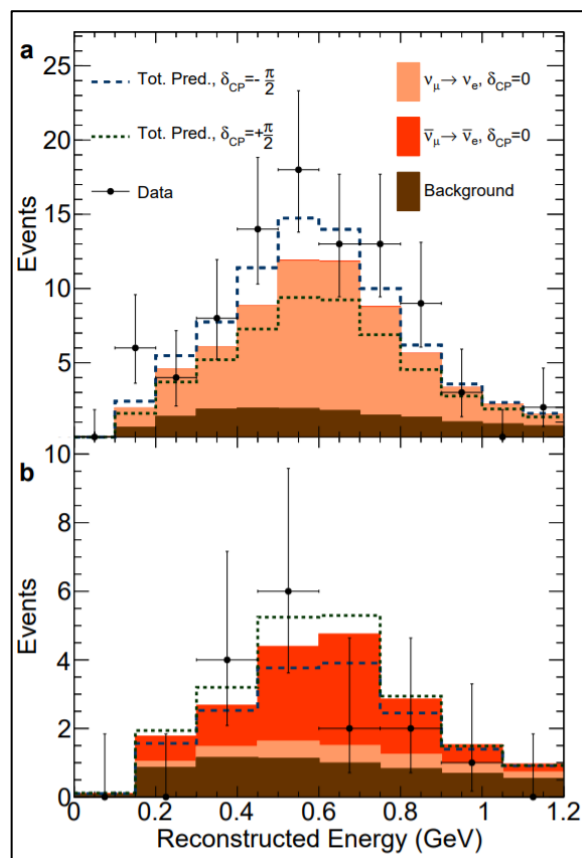 a
25
20
15
10
5
Events
Tot. Pred., δCP=- π/2
Tot. Pred., δCP=+π/2
Data
νμ→ νe, δCP=0
ν̄μ→ ν̄e, δCP=0
Background
b
10
8
6
4
2
0
Events
0 0.2 0.4 0.6 0.8 1 1.2
Reconstructed Energy (GeV)